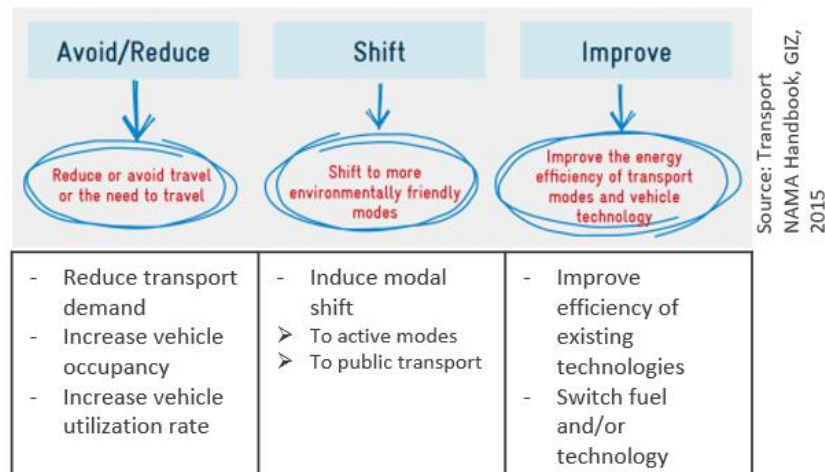 Avoid/Reduce
Shift
Improve
Reduce or avoid travel
or the need to travel
Shift to more
environmentally friendly
modes
Improve the energy
efficiency of transport
modes and vehicle
technology
Source: Transport
NAMA Handbook, GIZ,
2015
- Reduce transport
demand
- Increase vehicle
occupancy
- Increase vehicle
utilization rate
- Induce modal
shift
➢ To active modes
➢ To public transport
- Improve
efficiency of
existing
technologies
- Switch fuel
and/or
technology